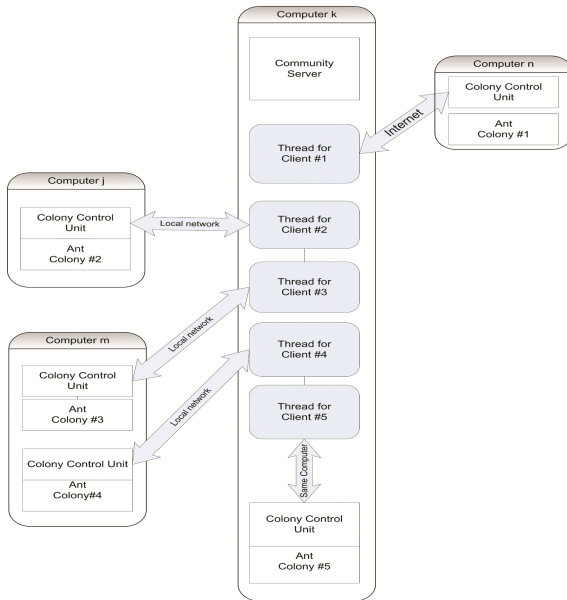 Computer k
Community
Server
Thread for
Client #1
Internet
Computer n
Colony Control
Unit
Ant
Colony #1
Computer j
Colony Control
Unit
Ant
Colony #2
Local network
Thread for
Client #2
Thread for
Client #3
Computer m
Colony Control
Unit
Ant
Colony #3
Local network
Colony Control Unit
Ant
Colony#4
Local network
Thread for
Client #4
Thread for
Client #5
Same Computer
Colony Control
Unit
Ant
Colony #5